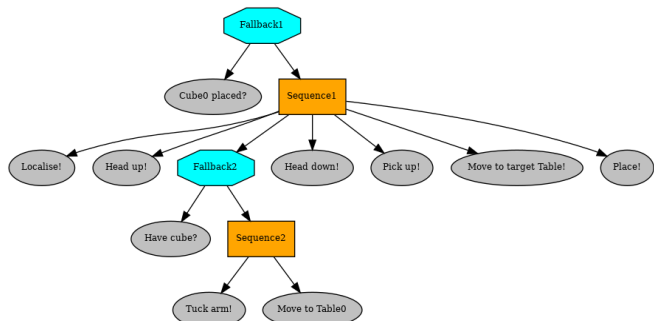 Fallback1
Cube0 placed?
Sequence1
Localise!
Head up!
Fallback2
Head down!
Pick up!
Move to target Table!
Place!
Have cube?
Sequence2
Tuck arm!
Move to Table0